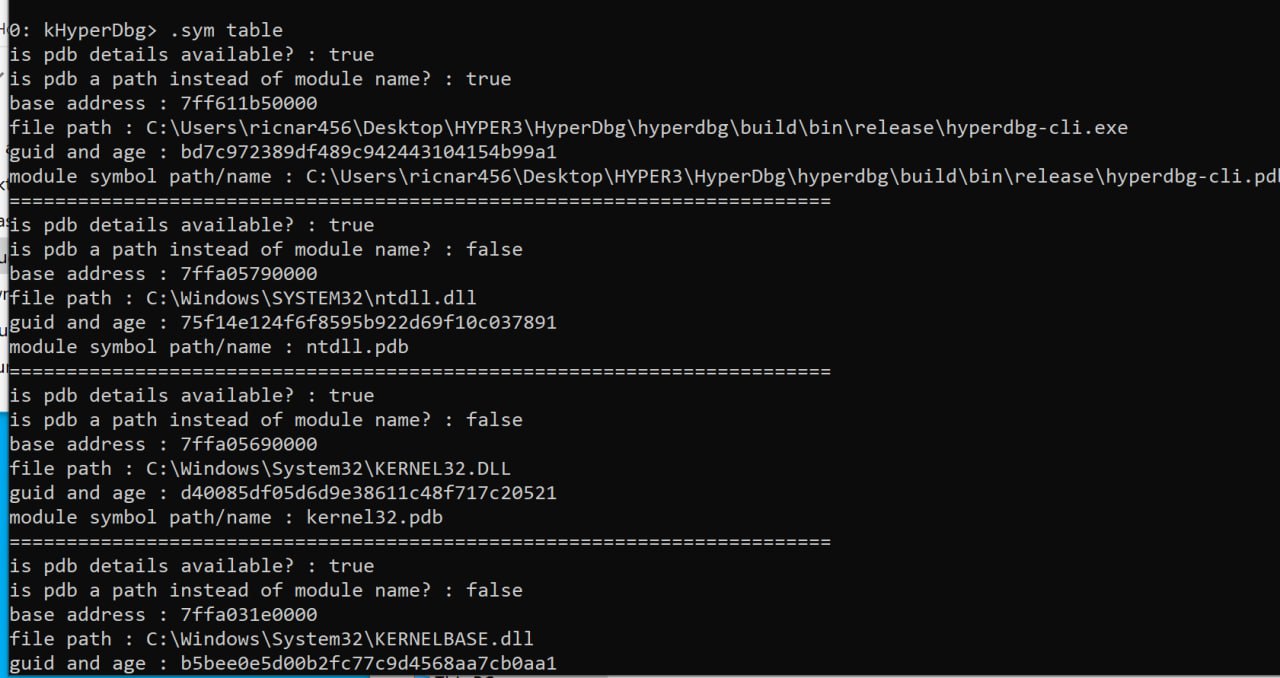 0: kHyperDbg> .sym table
is pdb details available? : true
is pdb a path instead of module name? : true
base address : 7ff611b50000
file path : C:\Users\ricnar456\Desktop\HYPER3\HyperDbg\hyperdbg\build\bin\release\hyperdbg-cli.exe
guid and age : bd7c972389df489c942443104154b99a1
module symbol path/name : C:\Users\ricnar456\Desktop\HYPER3\HyperDbg\hyperdbg\build\bin\release\hyperdbg-cli.pdb
========================================================================
is pdb details available? : true
is pdb a path instead of module name? : false
base address : 7ffa05790000
file path : C:\Windows\SYSTEM32\ntdll.dll
guid and age : 75f14e124f6f8595b922d69f10c037891
module symbol path/name : ntdll.pdb
========================================================================
is pdb details available? : true
is pdb a path instead of module name? : false
base address : 7ffa05690000
file path : C:\Windows\System32\KERNEL32.DLL
guid and age : d40085df05d6d9e38611c48f717c20521
module symbol path/name : kernel32.pdb
========================================================================
is pdb details available? : true
is pdb a path instead of module name? : false
base address : 7ffa031e0000
file path : C:\Windows\System32\KERNELBASE.dll
guid and age : b5bee0e5d00b2fc77c9d4568aa7cb0aa1